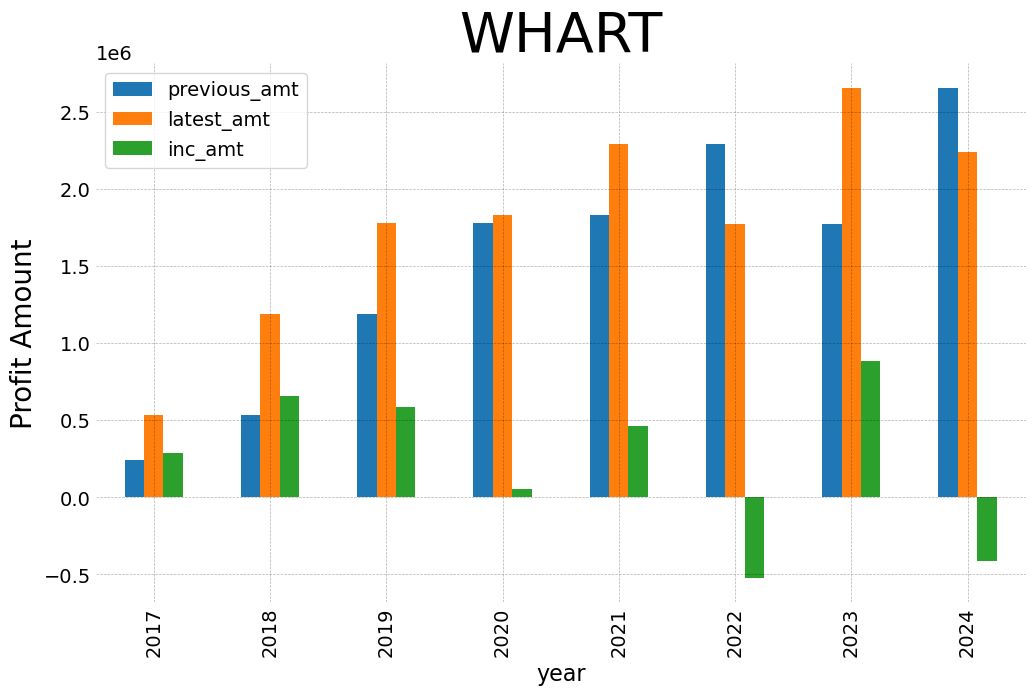 WHART
1e6
previous_amt
latest_amt
inc_amt
2.5
2.0
1.5
1.0
0.5
0.0
−0.5
Profit Amount
2017 2018 2019 2020 2021 2022 2023 2024
year